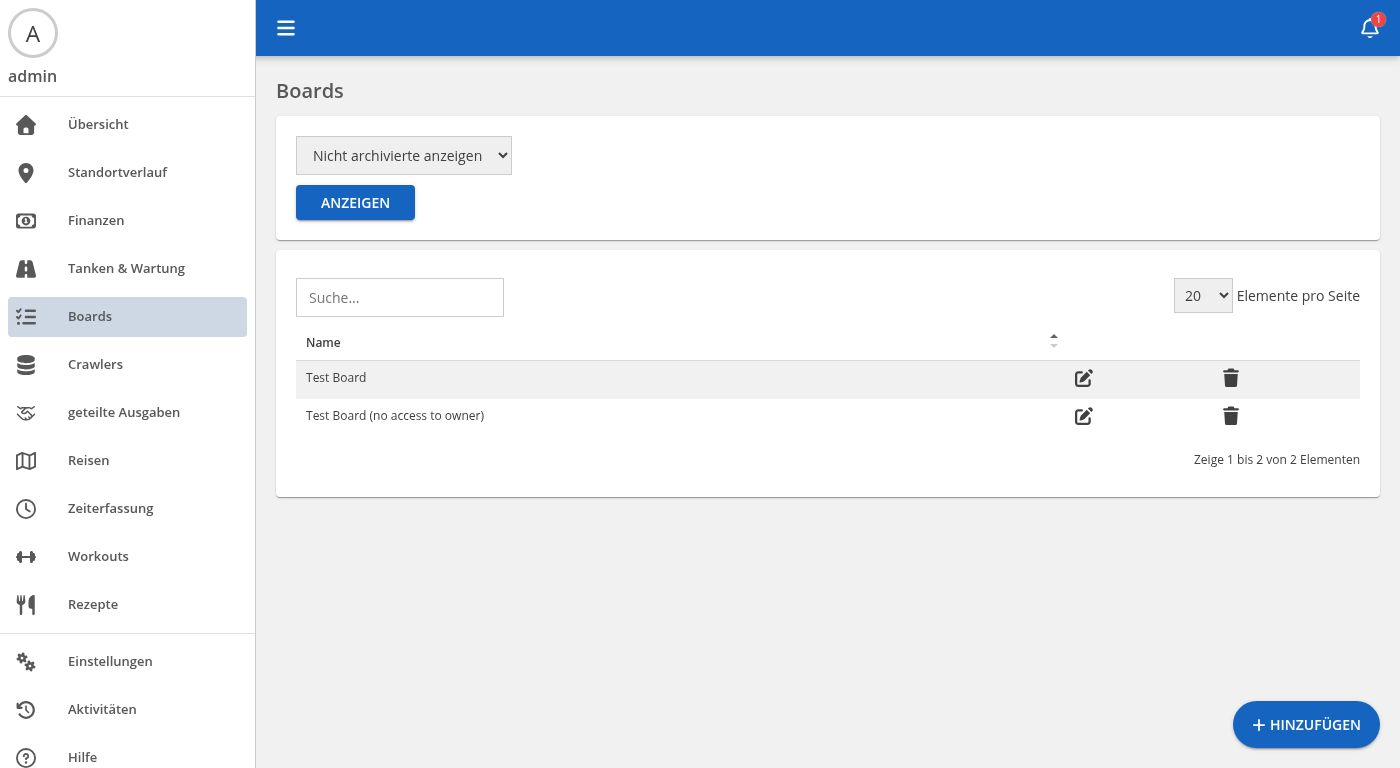 A
admin
Übersicht
Standortverlauf
Finanzen
Tanken & Wartung
Boards
Crawlers
geteilte Ausgaben
Reisen
Zeiterfassung
Workouts
Rezepte
Einstellungen
Aktivitäten
Hilfe
1
Boards
Nicht archivierte anzeigen
ANZEIGEN
Suche...
20 Elemente pro Seite
Name
Test Board
Test Board (no access to owner)
Zeige 1 bis 2 von 2 Elementen
HINZUFÜGEN